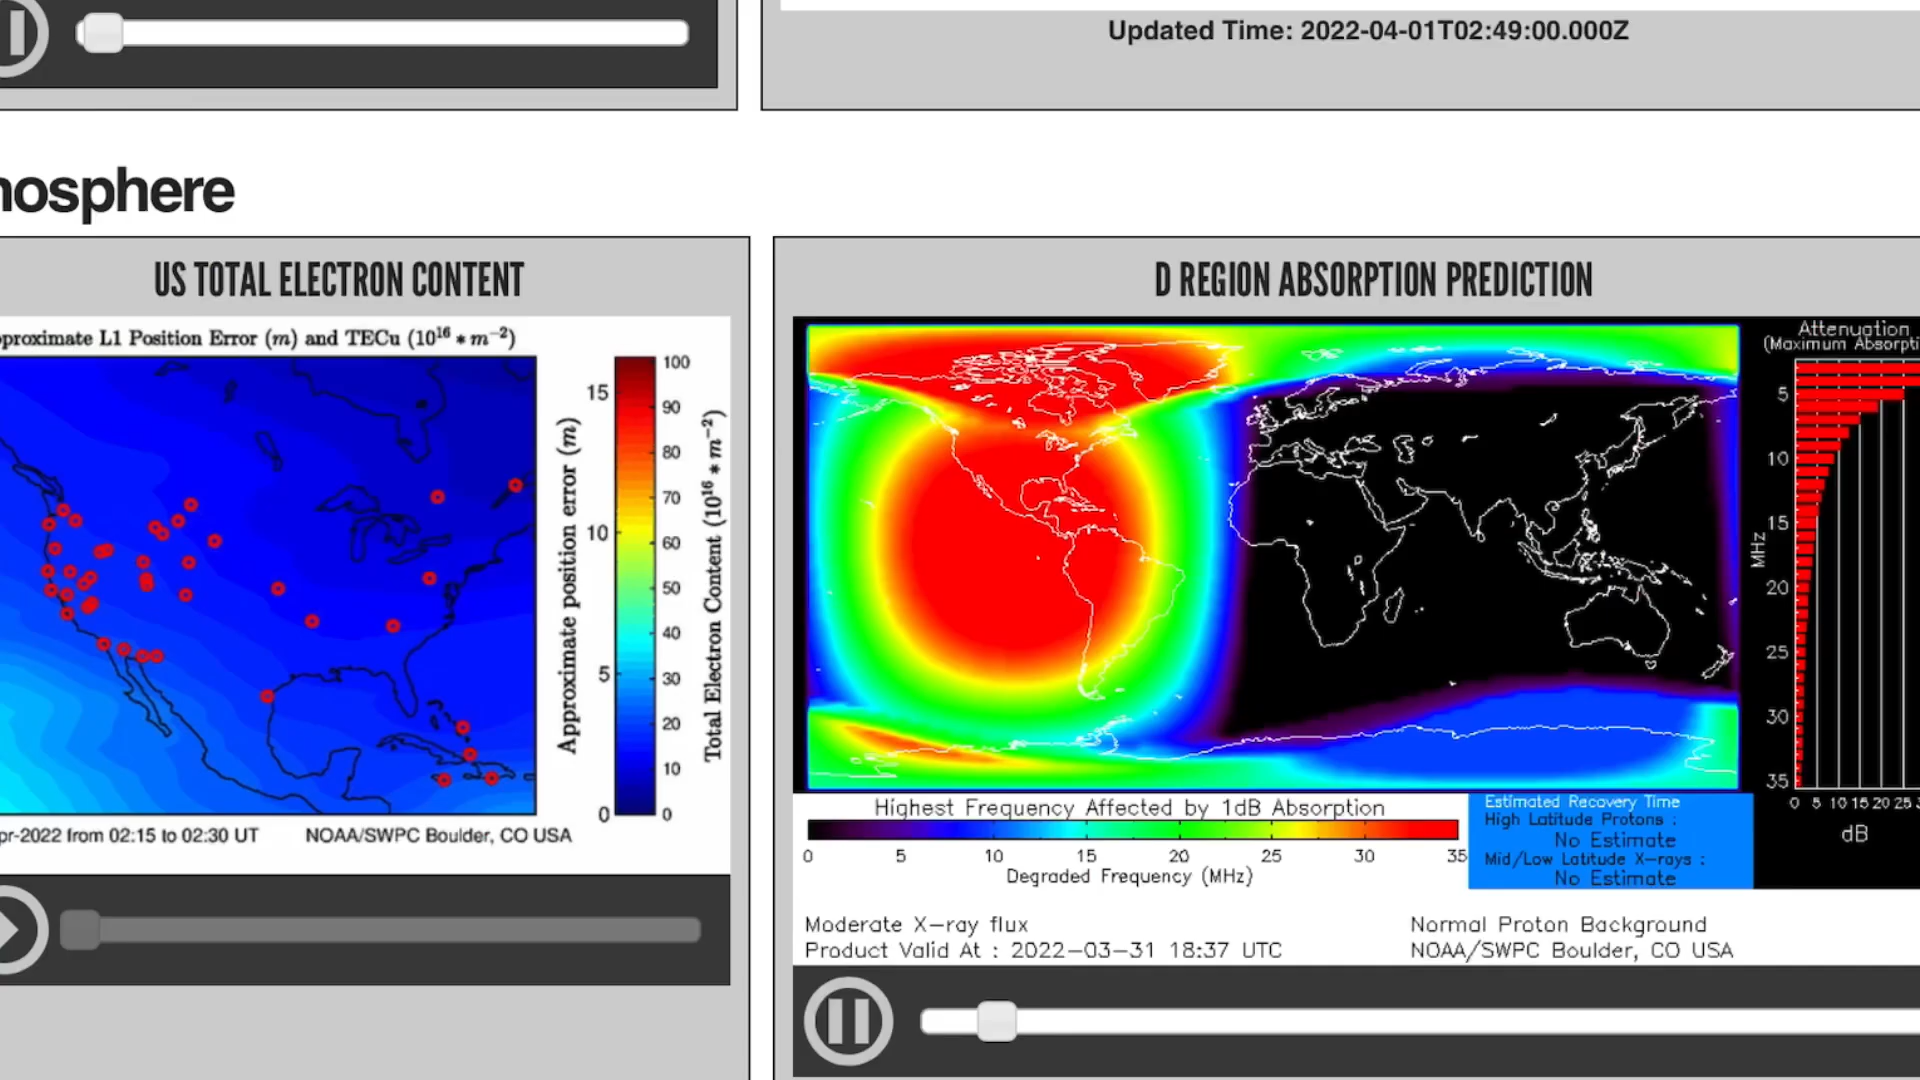 Updated Time: 2022-04-01T02:49:00.000Z
nosphere
US TOTAL ELECTRON CONTENT
D REGION ABSORPTION PREDICTION
proximate L1 Position Error (m) and TECu (10¹⁶ * m⁻²)
15
10
5
0
Approximate position error (m)
100
90
80
70
60
50
40
30
20
10
0
Total Electron Content (10¹⁶ * m⁻²)
pr-2022 from 02:15 to 02:30 UT
NOAA/SWPC Boulder, CO USA
Attenuation
(Maximum Absorpti
5
10
15
20
25
30
35
MHz
0 5 10 15 20 25 3
dB
Highest Frequency Affected by 1dB Absorption
0 5 10 15 20 25 30 35
Degraded Frequency (MHz)
Estimated Recovery Time
High Latitude Protons :
No Estimate
Mid/Low Latitude X-rays :
No Estimate
Moderate X-ray flux
Normal Proton Background
Product Valid At : 2022-03-31 18:37 UTC
NOAA/SWPC Boulder, CO USA